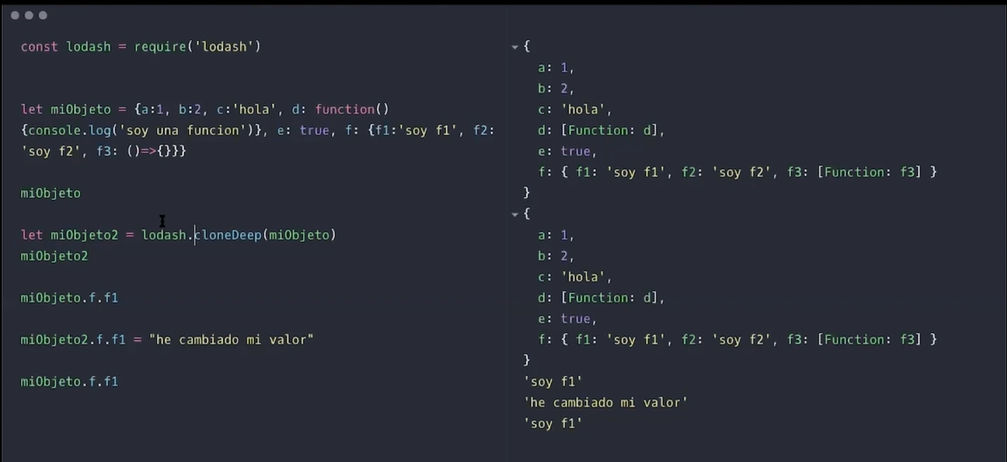 const lodash = require('lodash')
let miObjeto = {a:1, b:2, c:'hola', d: function()
{console.log('soy una funcion')}, e: true, f: {f1:'soy f1', f2:
'soy f2', f3: ()=>{}}}
miObjeto
let miObjeto2 = lodash.cloneDeep(miObjeto)
miObjeto2
miObjeto.f.f1
miObjeto2.f.f1 = "he cambiado mi valor"
miObjeto.f.f1
{
a: 1,
b: 2,
c: 'hola',
d: [Function: d],
e: true,
f: { f1: 'soy f1', f2: 'soy f2', f3: [Function: f3] }
}
{
a: 1,
b: 2,
c: 'hola',
d: [Function: d],
e: true,
f: { f1: 'soy f1', f2: 'soy f2', f3: [Function: f3] }
}
'soy f1'
'he cambiado mi valor'
'soy f1'